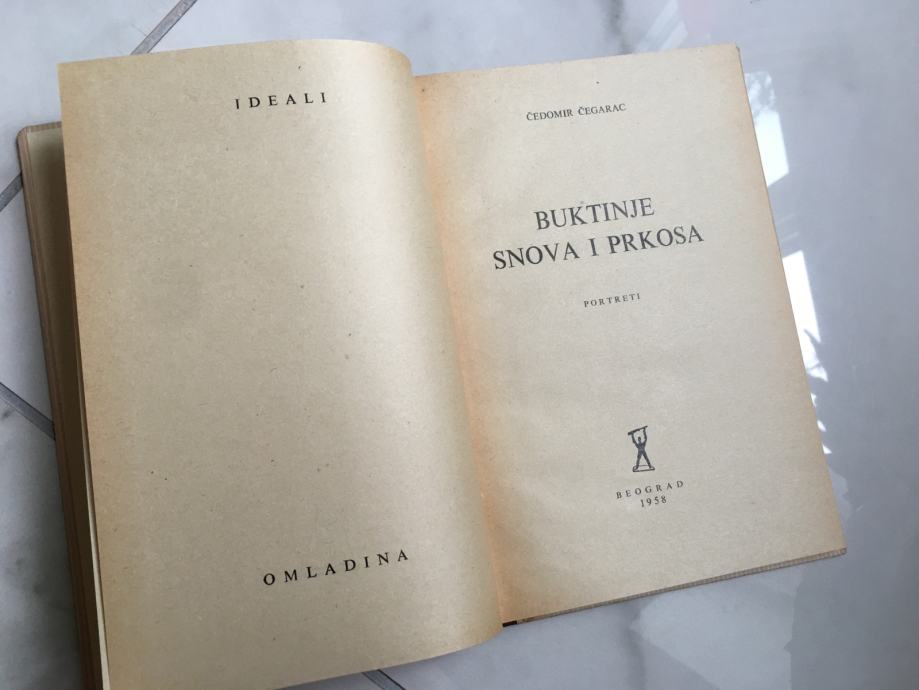 IDEALI
OMLADINA
ČEDOMIR ČEGARAC
BUKTINJE
SNOVA I PRKOSA
PORTRETI
BEOGRAD
1958